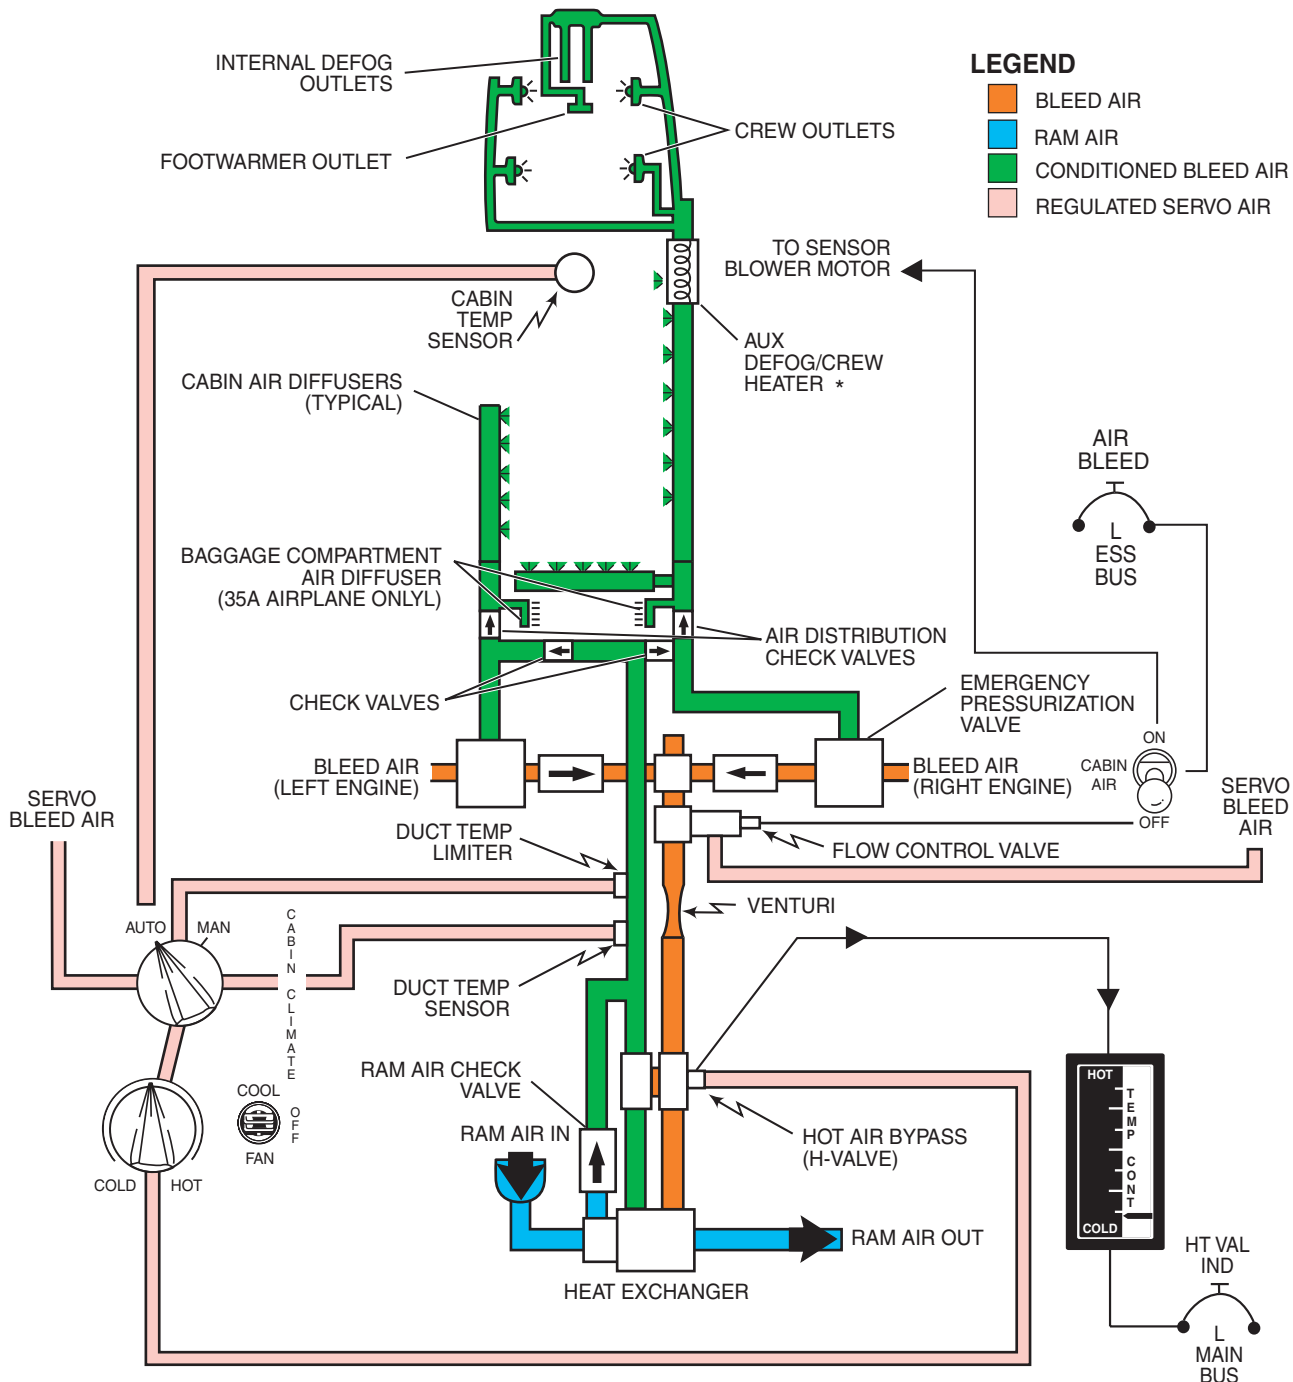 INTERNAL DEFOG
OUTLETS
FOOTWARMER OUTLET
CREW OUTLETS
LEGEND
BLEED AIR
RAM AIR
CONDITIONED BLEED AIR
REGULATED SERVO AIR
TO SENSOR
BLOWER MOTOR
CABIN
TEMP
SENSOR
AUX
DEFOG/CREW
HEATER *
CABIN AIR DIFFUSERS
(TYPICAL)
AIR
BLEED
L
ESS
BUS
BAGGAGE COMPARTMENT
AIR DIFFUSER
(35A AIRPLANE ONLYL)
AIR DISTRIBUTION
CHECK VALVES
CHECK VALVES
EMERGENCY
PRESSURIZATION
VALVE
BLEED AIR
(LEFT ENGINE)
BLEED AIR
(RIGHT ENGINE)
ON
CABIN
AIR
OFF
SERVO
BLEED AIR
SERVO
BLEED
AIR
DUCT TEMP
LIMITER
FLOW CONTROL VALVE
VENTURI
AUTO
MAN
CABIN CLIMATE
DUCT TEMP
SENSOR
RAM AIR CHECK
VALVE
RAM AIR IN
COOL
OFF
FAN
COLD
HOT
HOT AIR BYPASS
(H-VALVE)
HOT
TEMP CONT
COLD
RAM AIR OUT
HEAT EXCHANGER
HT VAL
IND
L
MAIN
BUS